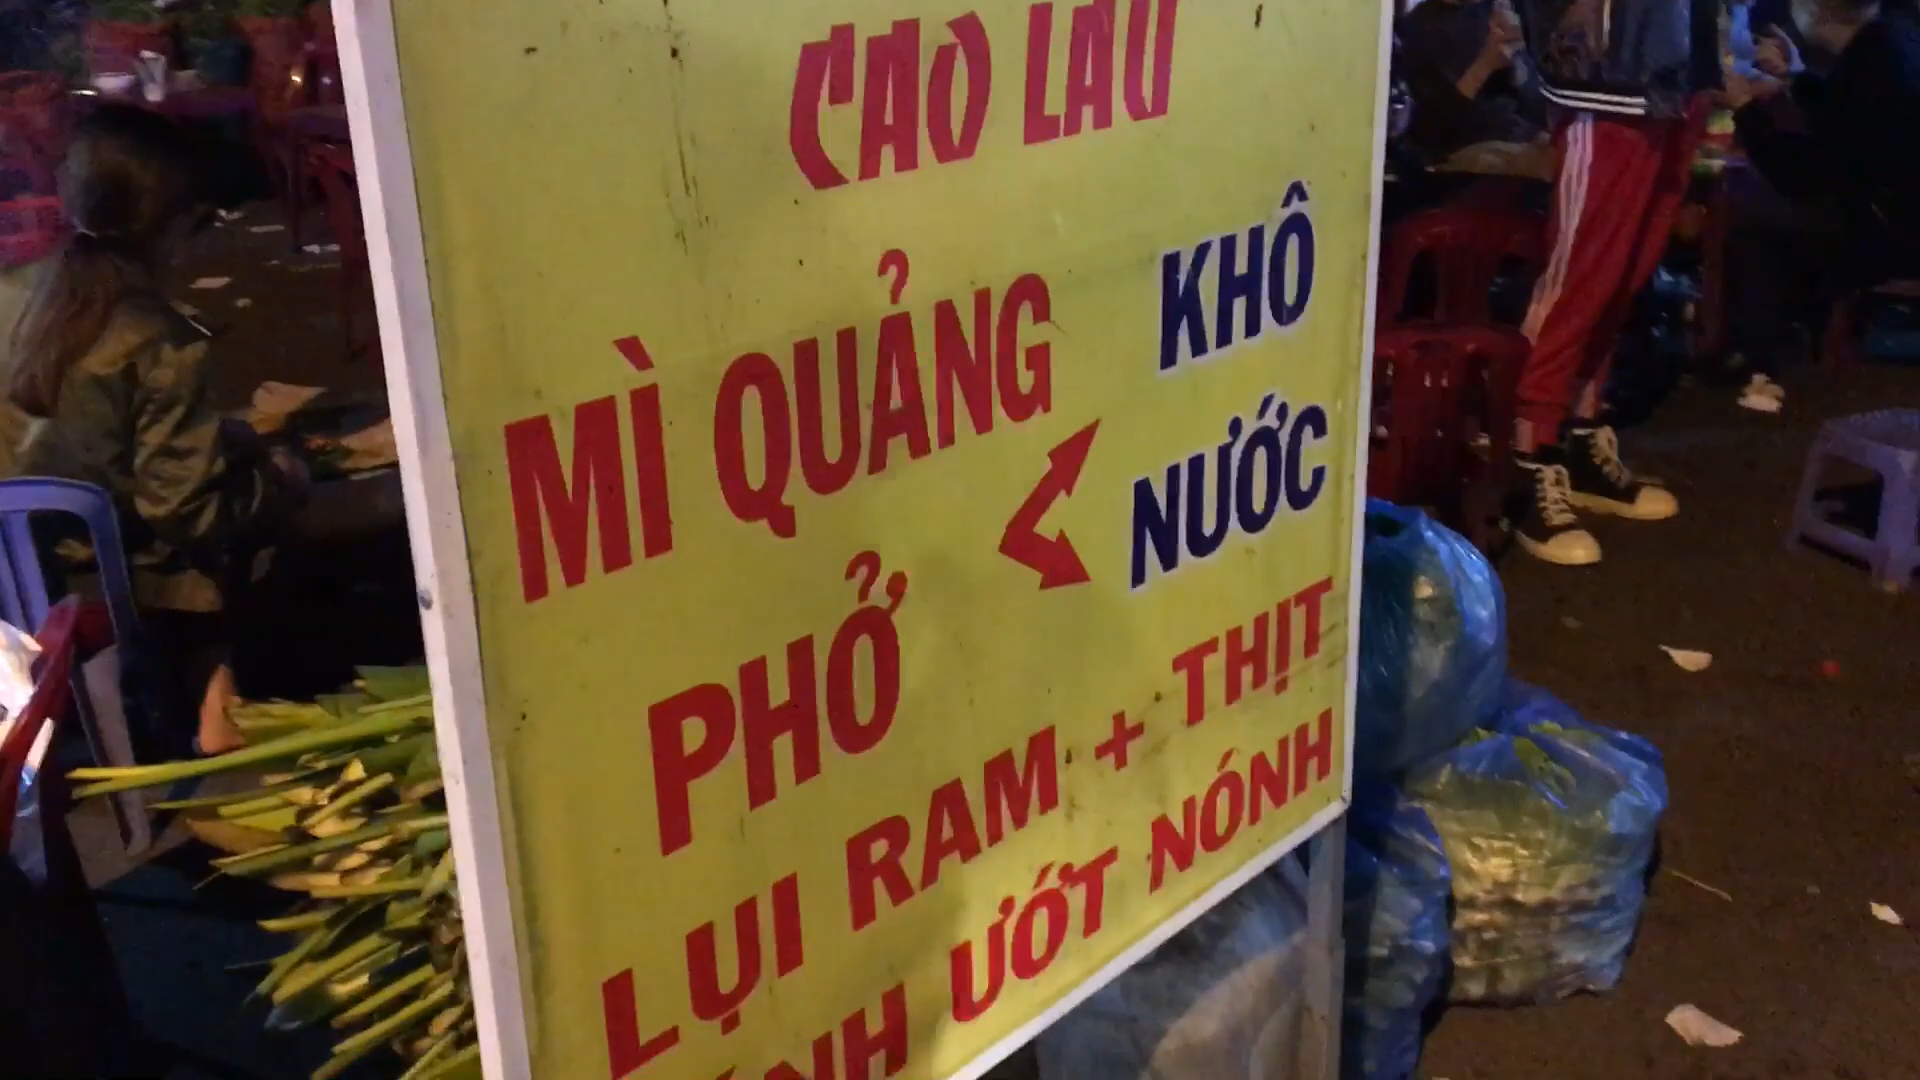 CAO LẦU
MÌ QUẢNG
KHÔ
NƯỚC
PHỞ
LỤI RAM + THỊT
ƯỚT NÓNH